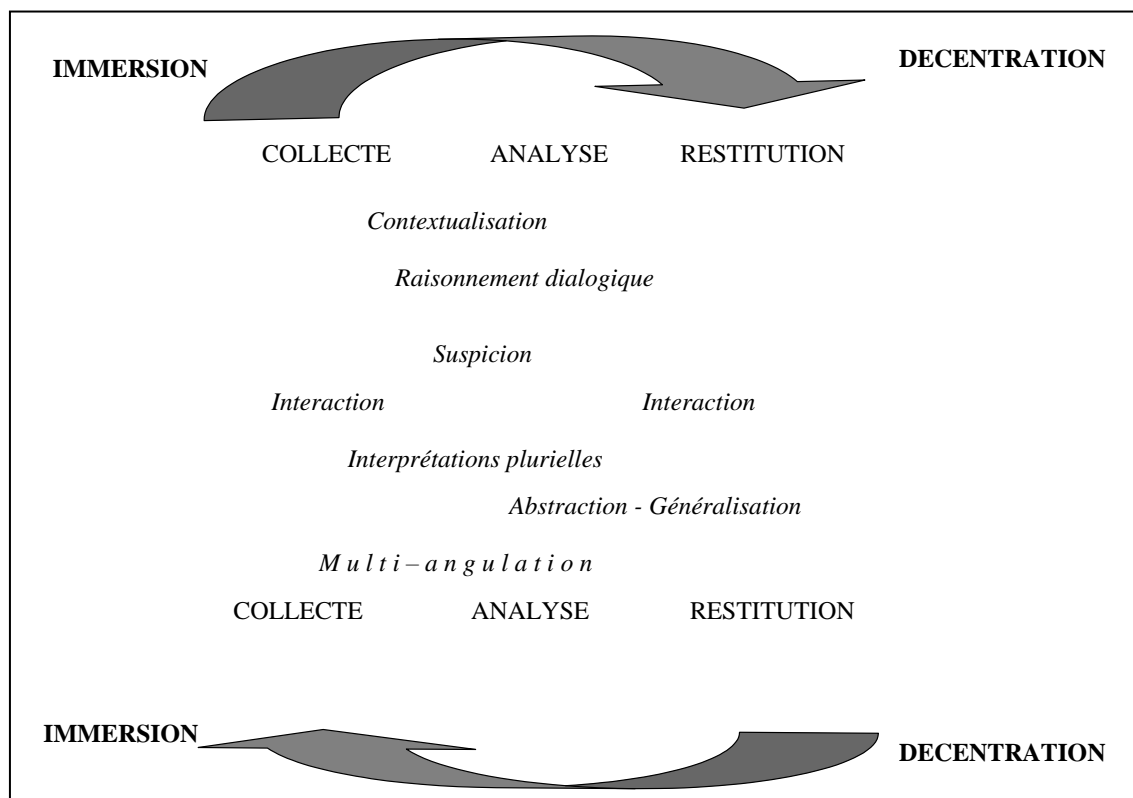 IMMERSION DECENTRATION
COLLECTE ANALYSE RESTITUTION
Contextualisation
Raisonnement dialogique
Suspicion
Interaction Interaction
Interprétations plurielles
Abstraction - Généralisation
M u l t i – a n g u l a t i o n
COLLECTE ANALYSE RESTITUTION
IMMERSION DECENTRATION